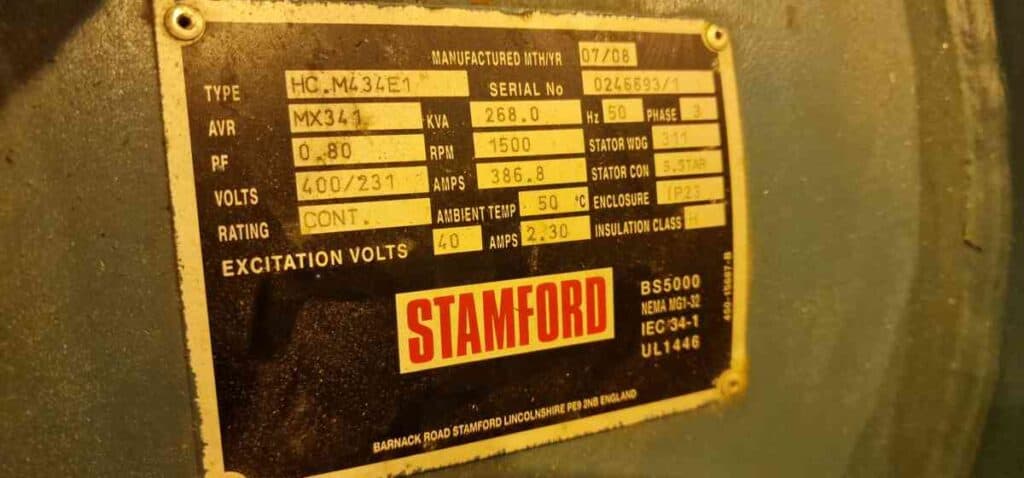 MANUFACTURED MTH/YR 07/08
TYPE HC.M434E1 SERIAL No 0246693/1
AVR MX341 KVA 268.0 Hz 50 PHASE 3
PF 0.80 RPM 1500 STATOR WDG 311
VOLTS 400/231 AMPS 386.8 STATOR CON S.STAR
RATING CONT. AMBIENT TEMP 50 °C ENCLOSURE IP23
EXCITATION VOLTS 40 AMPS 2.30 INSULATION CLASS H
STAMFORD
BS5000
NEMA MG1-32
IEC 34-1
UL1446
450-15887-B
BARNACK ROAD STAMFORD LINCOLNSHIRE PE9 2NB ENGLAND